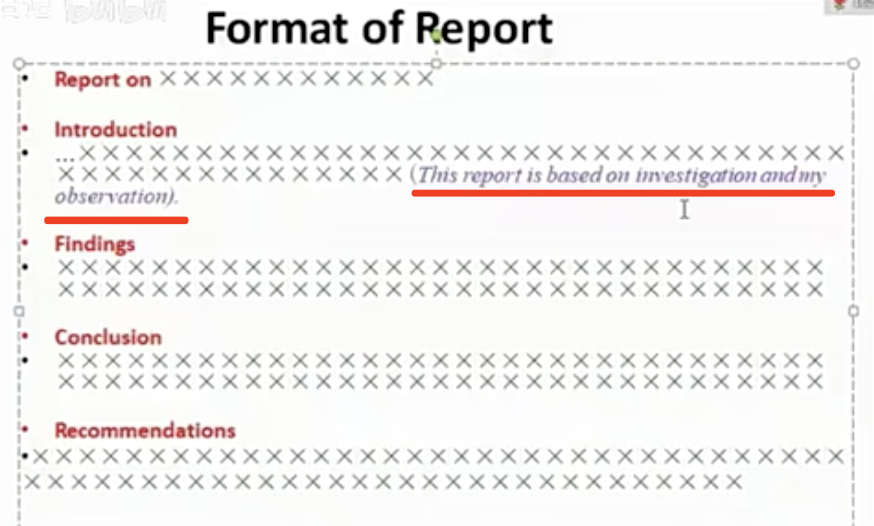 Format of Report
• Report on ××××××××××××
• Introduction
• ...×××××××××××××××××××××××××××××××××
××××××××××××××× (This report is based on investigation and my
observation).
• Findings
• ×××××××××××××××××××××××××××××××××
×××××××××××××××××××××××××××××××××
• Conclusion
• ×××××××××××××××××××××××××××××××××
×××××××××××××××××××××××××××××××××
• Recommendations
•×××××××××××××××××××××××××××××××××××
×××××××××××××××××××××××××××××××